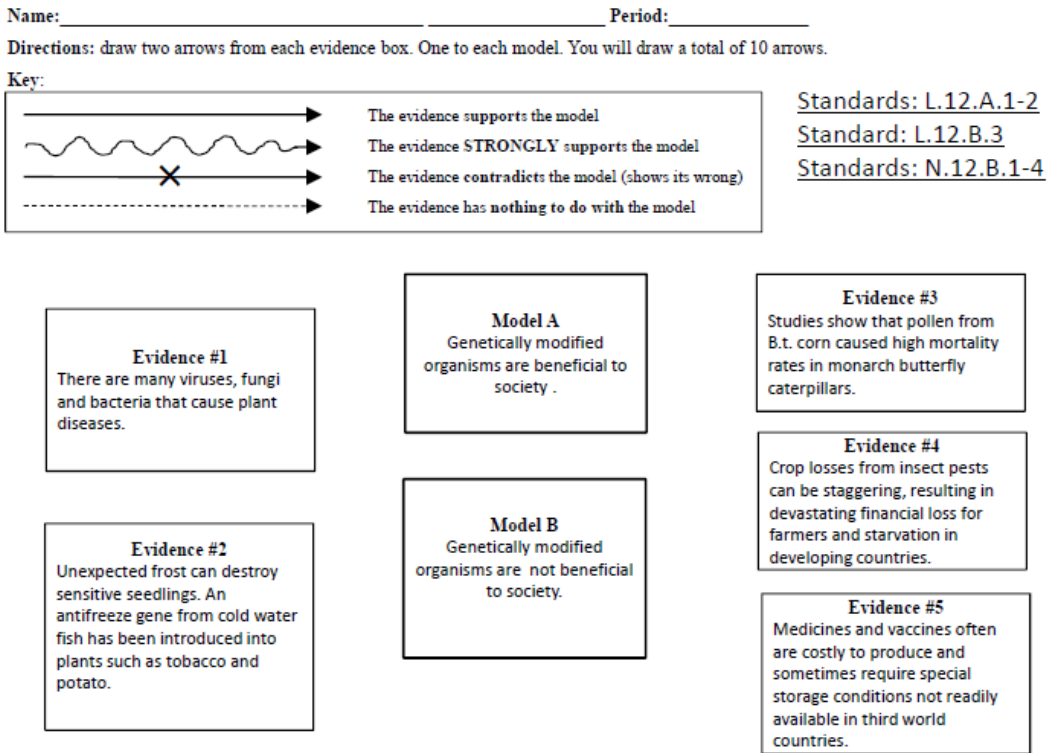 Name:__________________________________________ ____________________ Period:________________
Directions: draw two arrows from each evidence box. One to each model. You will draw a total of 10 arrows.
Key:
The evidence supports the model
The evidence STRONGLY supports the model
The evidence contradicts the model (shows its wrong)
The evidence has nothing to do with the model
Standards: L.12.A.1-2
Standard: L.12.B.3
Standards: N.12.B.1-4
Evidence #1
There are many viruses, fungi
and bacteria that cause plant
diseases.
Evidence #2
Unexpected frost can destroy
sensitive seedlings. An
antifreeze gene from cold water
fish has been introduced into
plants such as tobacco and
potato.
Model A
Genetically modified
organisms are beneficial to
society .
Model B
Genetically modified
organisms are not beneficial
to society.
Evidence #3
Studies show that pollen from
B.t. corn caused high mortality
rates in monarch butterfly
caterpillars.
Evidence #4
Crop losses from insect pests
can be staggering, resulting in
devastating financial loss for
farmers and starvation in
developing countries.
Evidence #5
Medicines and vaccines often
are costly to produce and
sometimes require special
storage conditions not readily
available in third world
countries.